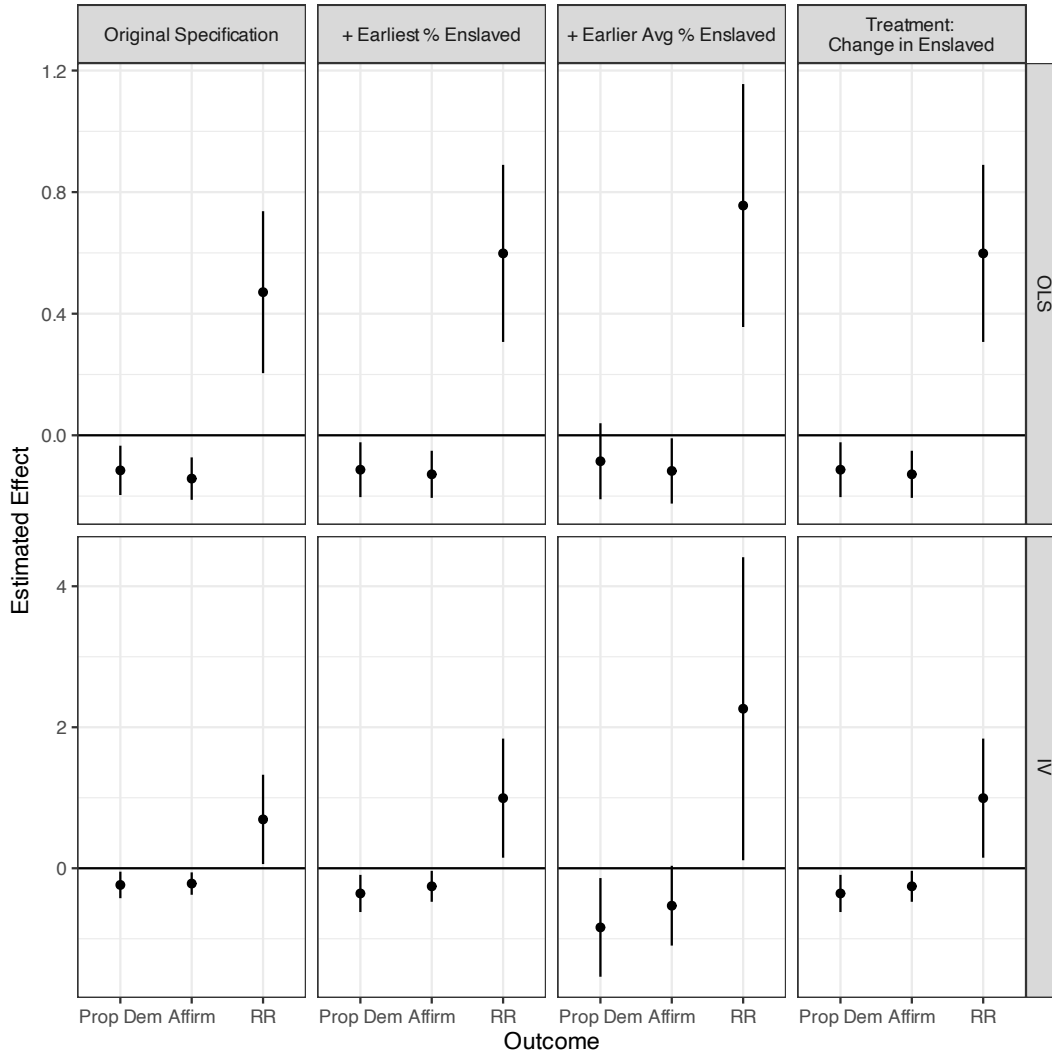 Original Specification
+ Earliest % Enslaved
+ Earlier Avg % Enslaved
Treatment:
Change in Enslaved
1.2
0.8
0.4
0.0
OLS
Estimated Effect
4
2
0
IV
Prop Dem Affirm RR
Prop Dem Affirm RR
Prop Dem Affirm RR
Prop Dem Affirm RR
Outcome